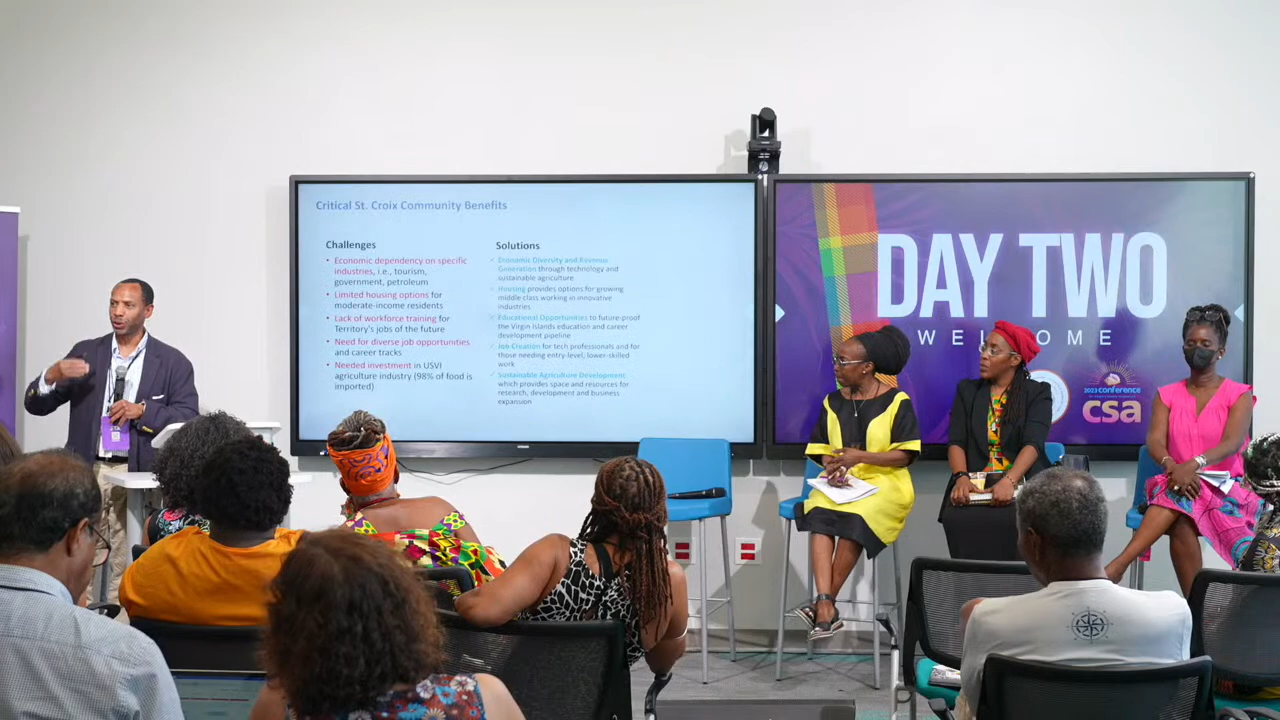 Critical St. Croix Community Benefits
Challenges
• Economic dependency on specific
industries, i.e., tourism,
government, petroleum
• Limited housing options for
moderate-income residents
• Lack of workforce training for
Territory's jobs of the future
• Need for diverse job opportunities
and career tracks
• Needed investment in USVI
agriculture industry (98% of food is
imported)
Solutions
✓ Economic Diversity and Revenue
Generation through technology and
sustainable agriculture
✓ Housing provides options for growing
middle class working in innovative
industries
✓ Educational Opportunities to future-proof
the Virgin Islands education and career
development pipeline
✓ Job Creation for tech professionals and for
those needing entry-level, lower-skilled
work
✓ Sustainable Agriculture Development
which provides space and resources for
research, development and business
expansion
DAY TWO
WELCOME
2023 CONFERENCE
csa